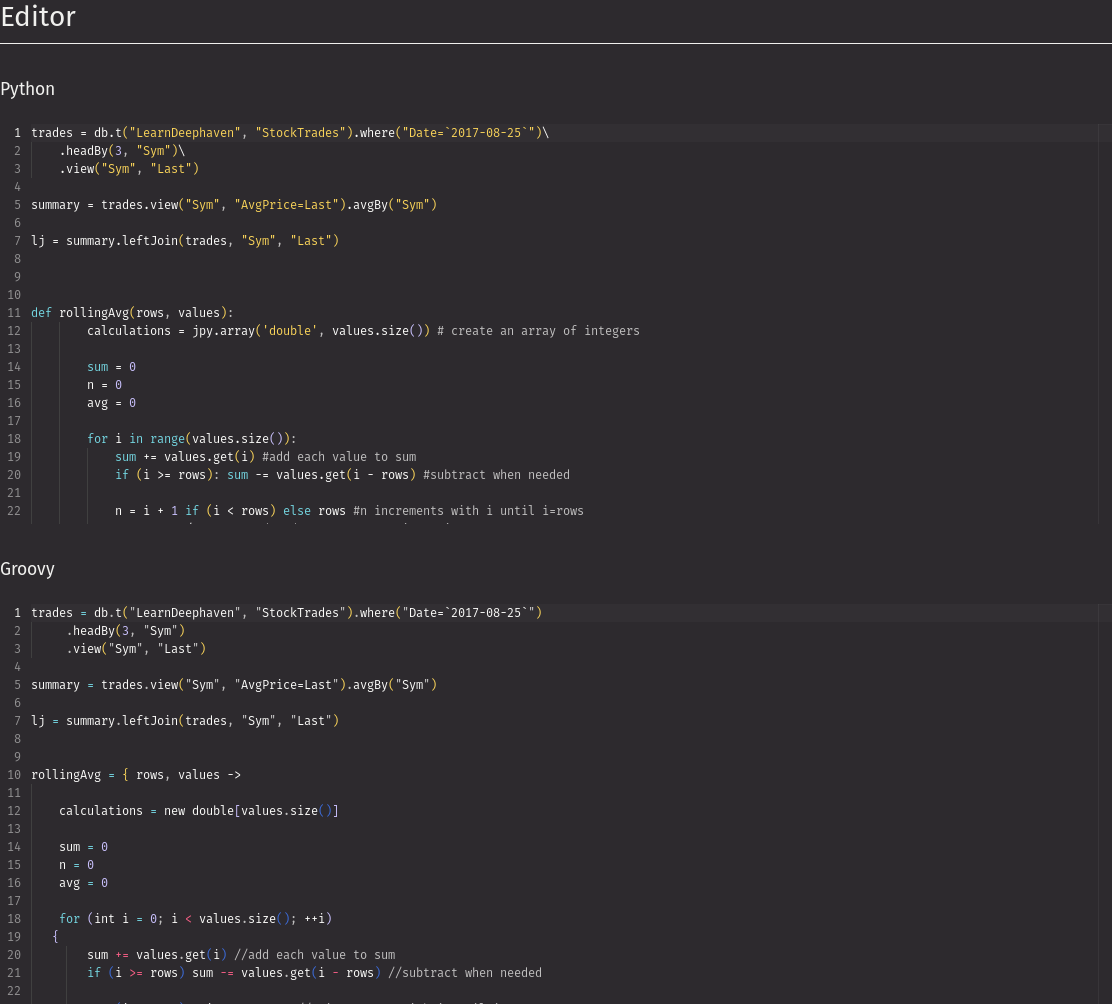 Editor
Python
1 trades = db.t("LearnDeephaven", "StockTrades").where("Date=`2017-08-25`")\
2     .headBy(3, "Sym")\
3     .view("Sym", "Last")
4
5 summary = trades.view("Sym", "AvgPrice=Last").avgBy("Sym")
6
7 lj = summary.leftJoin(trades, "Sym", "Last")
8
9
10
11 def rollingAvg(rows, values):
12         calculations = jpy.array('double', values.size()) # create an array of integers
13
14         sum = 0
15         n = 0
16         avg = 0
17
18         for i in range(values.size()):
19             sum += values.get(i) #add each value to sum
20             if (i >= rows): sum -= values.get(i - rows) #subtract when needed
21
22             n = i + 1 if (i < rows) else rows #n increments with i until i=rows
Groovy
1 trades = db.t("LearnDeephaven", "StockTrades").where("Date=`2017-08-25`")
2      .headBy(3, "Sym")
3      .view("Sym", "Last")
4
5 summary = trades.view("Sym", "AvgPrice=Last").avgBy("Sym")
6
7 lj = summary.leftJoin(trades, "Sym", "Last")
8
9
10 rollingAvg = { rows, values ->
11
12     calculations = new double[values.size()]
13
14     sum = 0
15     n = 0
16     avg = 0
17
18     for (int i = 0; i < values.size(); ++i)
19    {
20         sum += values.get(i) //add each value to sum
21         if (i >= rows) sum -= values.get(i - rows) //subtract when needed
22